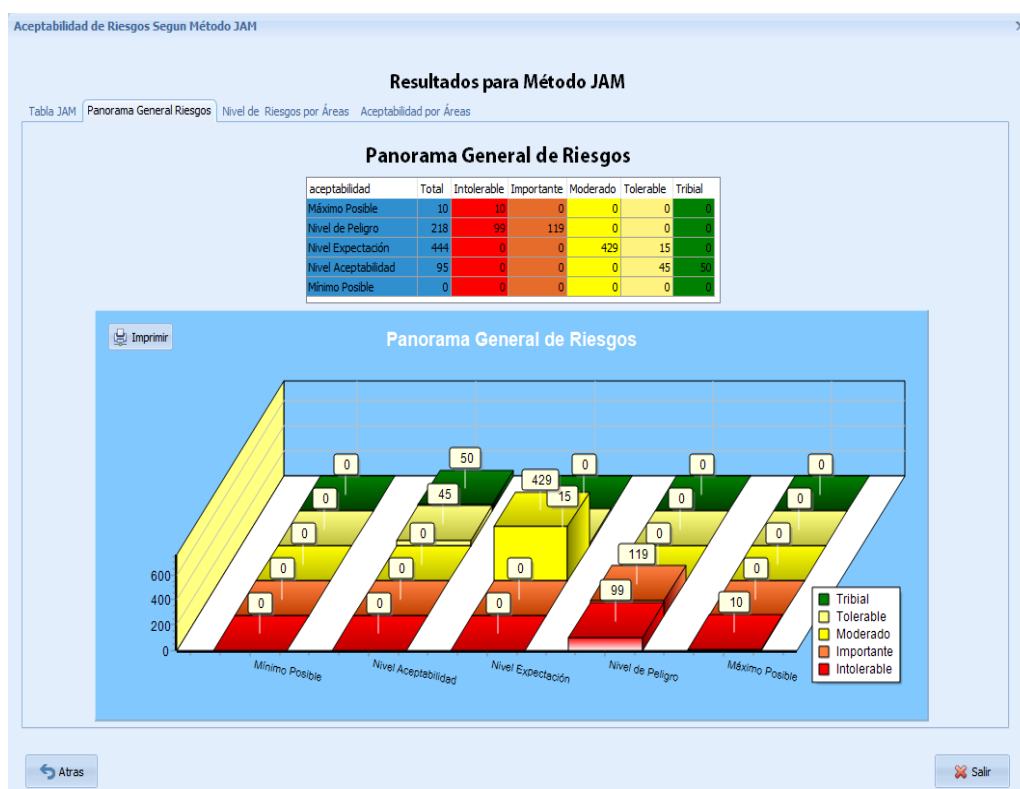 Aceptabilidad de Riesgos Segun Método JAM
Resultados para Método JAM
Tabla JAM Panorama General Riesgos Nivel de Riesgos por Áreas Aceptabilidad por Áreas
Panorama General de Riesgos
aceptabilidad Total Intolerable Importante Moderado Tolerable Tribial
Máximo Posible 10 10 0 0 0 0
Nivel de Peligro 218 99 119 0 0 0
Nivel Expectación 444 0 0 429 15 0
Nivel Aceptabilidad 95 0 0 0 45 50
Mínimo Posible 0 0 0 0 0 0
Imprimir
Panorama General de Riesgos
0 50 0 0 0
0 45 429 15 0 0
0 0 0 0
0 0 0 119 0
0 0 0 99 10
600
400
200
0
Mínimo Posible Nivel Aceptabilidad Nivel Expectación Nivel de Peligro Máximo Posible
Tribial
Tolerable
Moderado
Importante
Intolerable
Atras
Salir